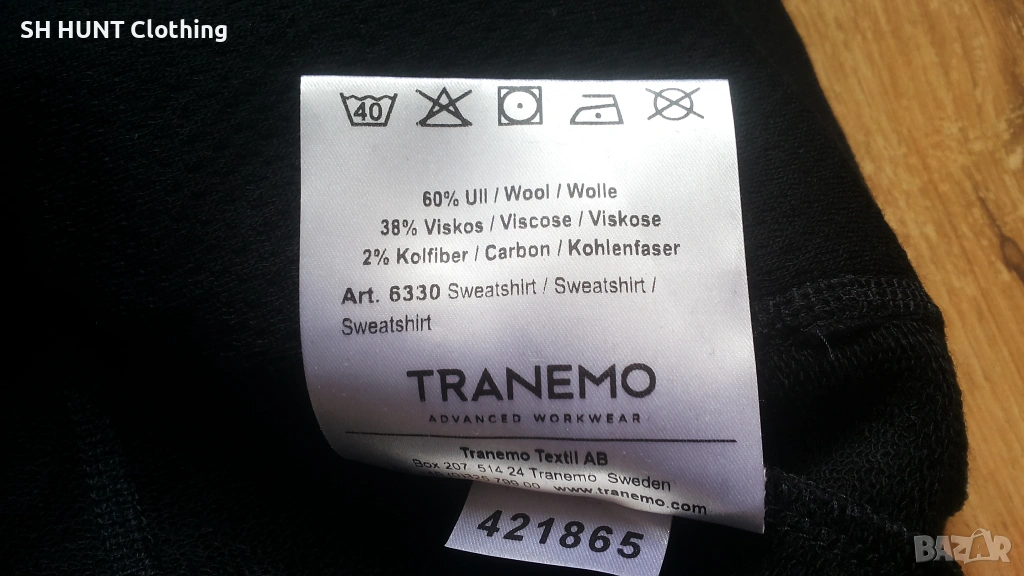 SH HUNT Clothing
40
60% Ull / Wool / Wolle
38% Viskos / Viscose / Viskose
2% Kolfiber / Carbon / Kohlenfaser
Art. 6330 Sweatshirt / Sweatshirt /
Sweatshirt
TRANEMO
ADVANCED WORKWEAR
Tranemo Textil AB
Box 207, 514 24 Tranemo Sweden
www.tranemo.com
421865
BAZAR